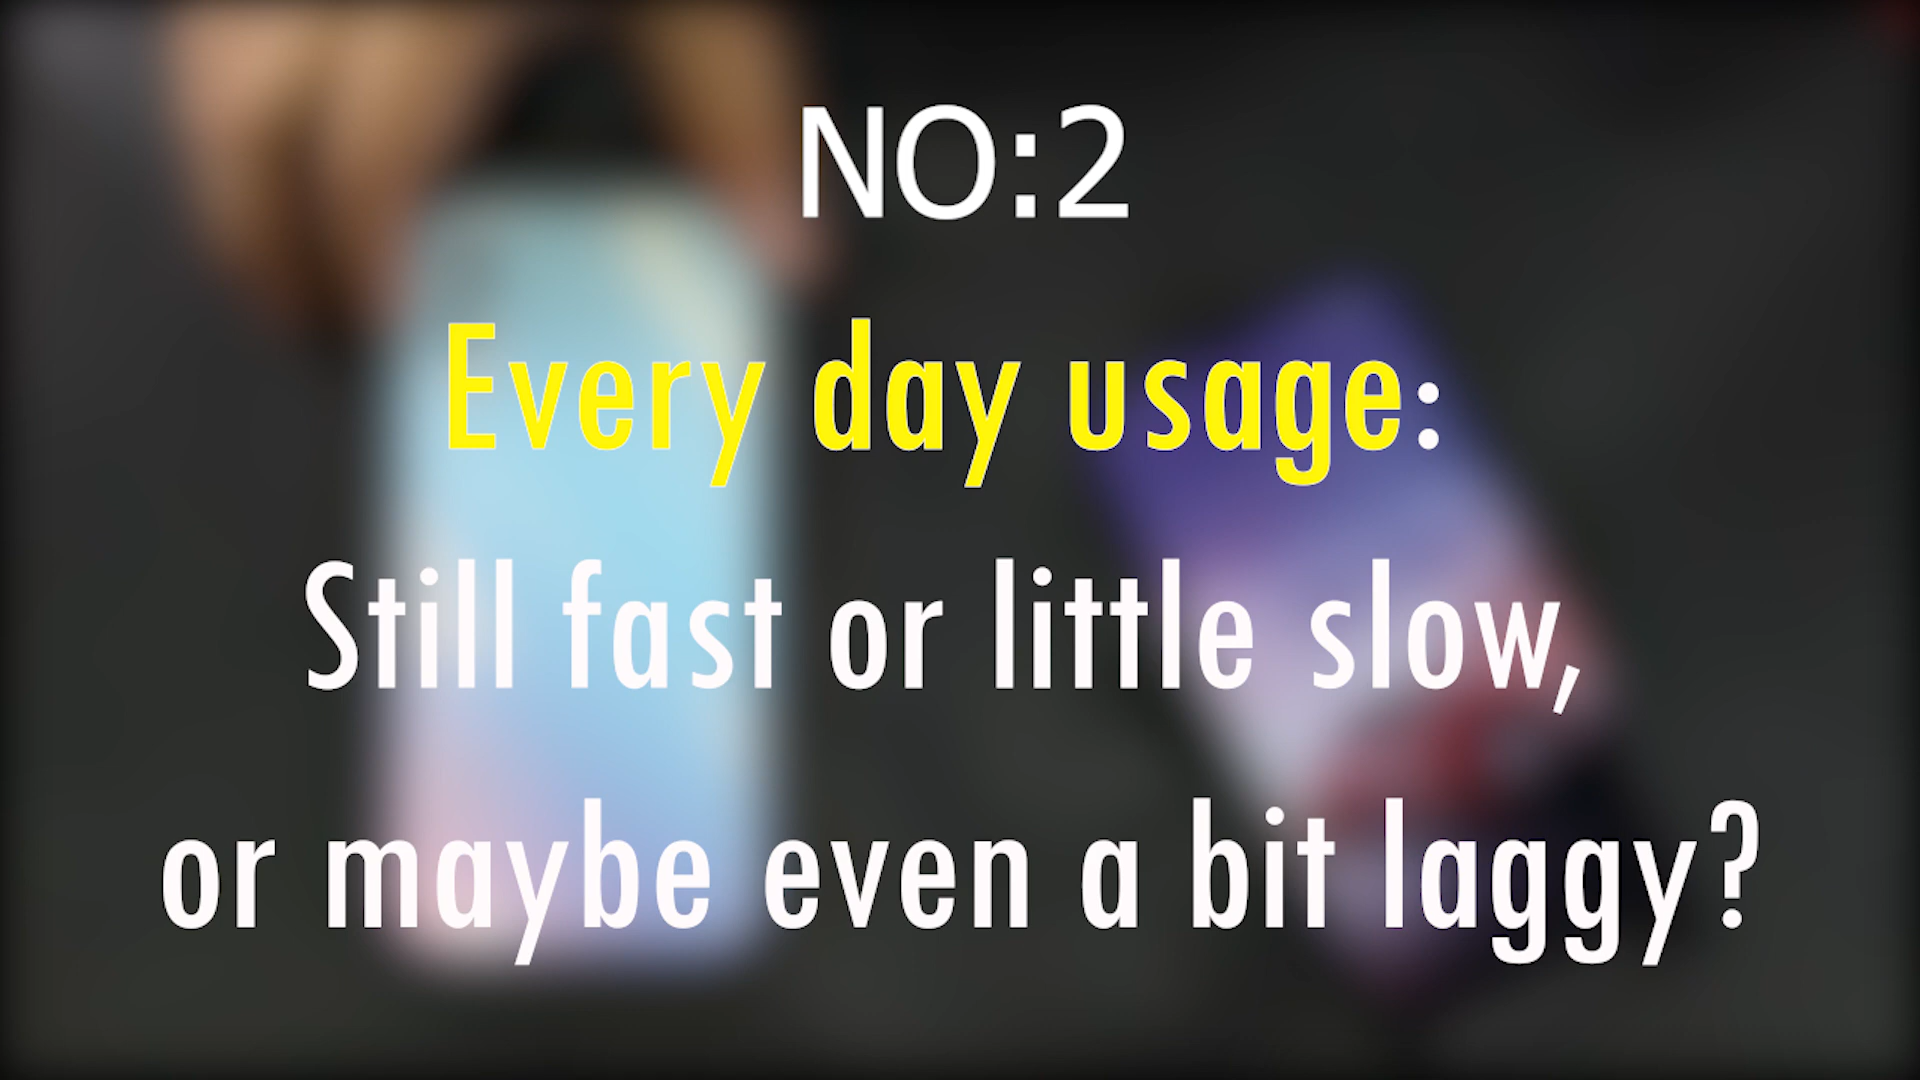 NO:2
Every day usage:
Still fast or little slow,
or maybe even a bit laggy?